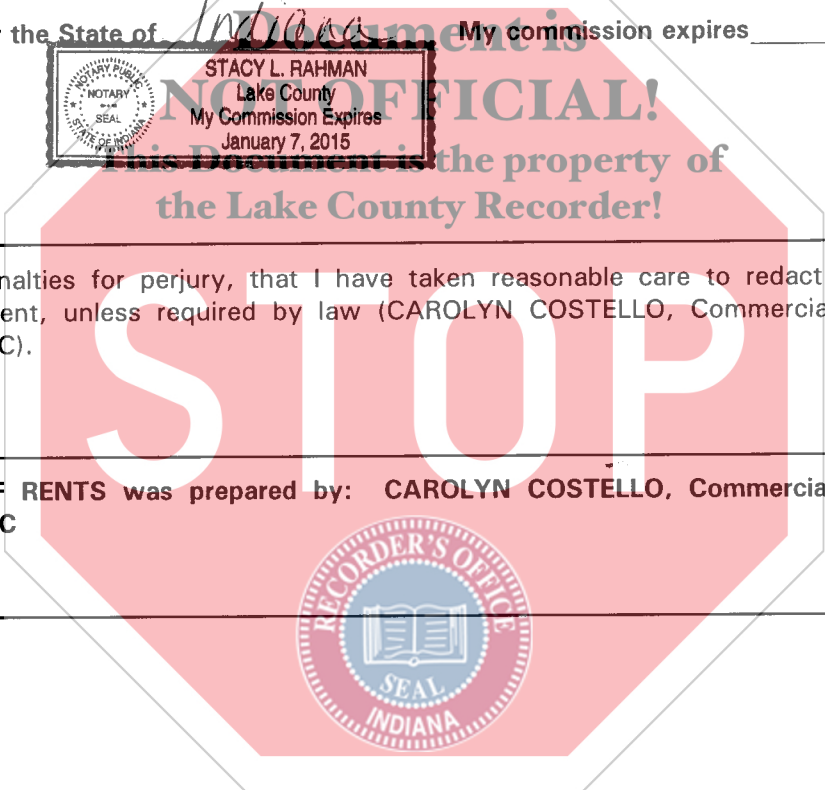 the State of Indiana My commission expires
Document is
NOT OFFICIAL!
This Document is the property of
the Lake County Recorder!
NOTARY PUBLIC
NOTARY
SEAL
STATE OF INDIANA
STACY L. RAHMAN
Lake County
My Commission Expires
January 7, 2015
nalties for perjury, that I have taken reasonable care to redact
ent, unless required by law (CAROLYN COSTELLO, Commercia
C).
STOP
RENTS was prepared by: CAROLYN COSTELLO, Commercia
C
RECORDER'S OFFICE
SEAL
INDIANA